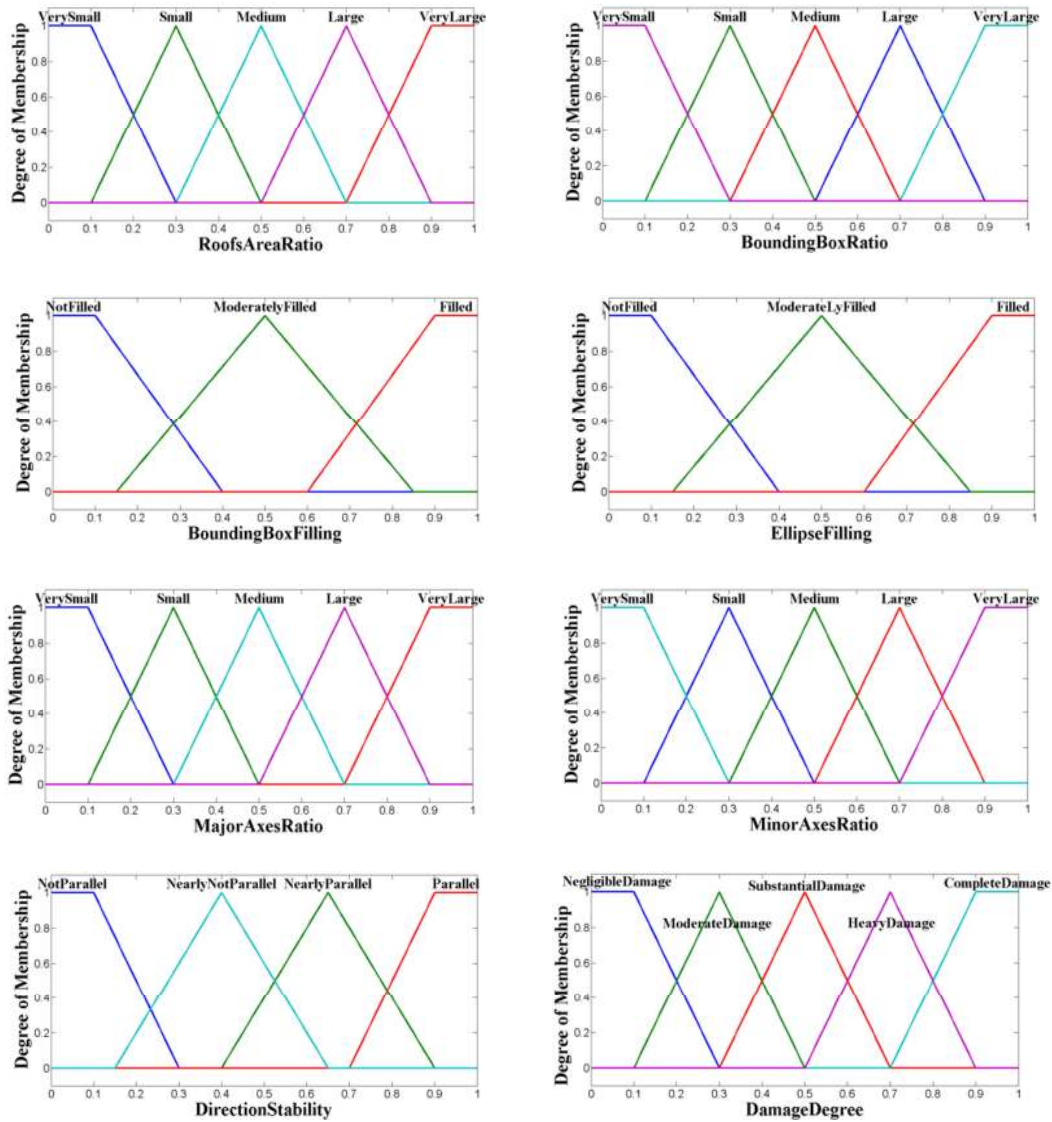 VerySmall Small Medium Large VeryLarge
Degree of Membership
1
0.8
0.6
0.4
0.2
0
0 0.1 0.2 0.3 0.4 0.5 0.6 0.7 0.8 0.9 1
RoofsAreaRatio
VerySmall Small Medium Large VeryLarge
Degree of Membership
1
0.8
0.6
0.4
0.2
0
0 0.1 0.2 0.3 0.4 0.5 0.6 0.7 0.8 0.9 1
BoundingBoxRatio
NotFilled ModeratelyFilled Filled
Degree of Membership
1
0.8
0.6
0.4
0.2
0
0 0.1 0.2 0.3 0.4 0.5 0.6 0.7 0.8 0.9 1
BoundingBoxFilling
NotFilled ModerateLyFilled Filled
Degree of Membership
1
0.8
0.6
0.4
0.2
0
0 0.1 0.2 0.3 0.4 0.5 0.6 0.7 0.8 0.9 1
EllipseFilling
VerySmall Small Medium Large VeryLarge
Degree of Membership
1
0.8
0.6
0.4
0.2
0
0 0.1 0.2 0.3 0.4 0.5 0.6 0.7 0.8 0.9 1
MajorAxesRatio
VerySmall Small Medium Large VeryLarge
Degree of Membership
1
0.8
0.6
0.4
0.2
0
0 0.1 0.2 0.3 0.4 0.5 0.6 0.7 0.8 0.9 1
MinorAxesRatio
NotParallel NearlyNotParallel NearlyParallel Parallel
Degree of Membership
1
0.8
0.6
0.4
0.2
0
0 0.1 0.2 0.3 0.4 0.5 0.6 0.7 0.8 0.9 1
DirectionStability
NegligibleDamage SubstantialDamage CompleteDamage
ModerateDamage HeavyDamage
Degree of Membership
1
0.8
0.6
0.4
0.2
0
0 0.1 0.2 0.3 0.4 0.5 0.6 0.7 0.8 0.9 1
DamageDegree